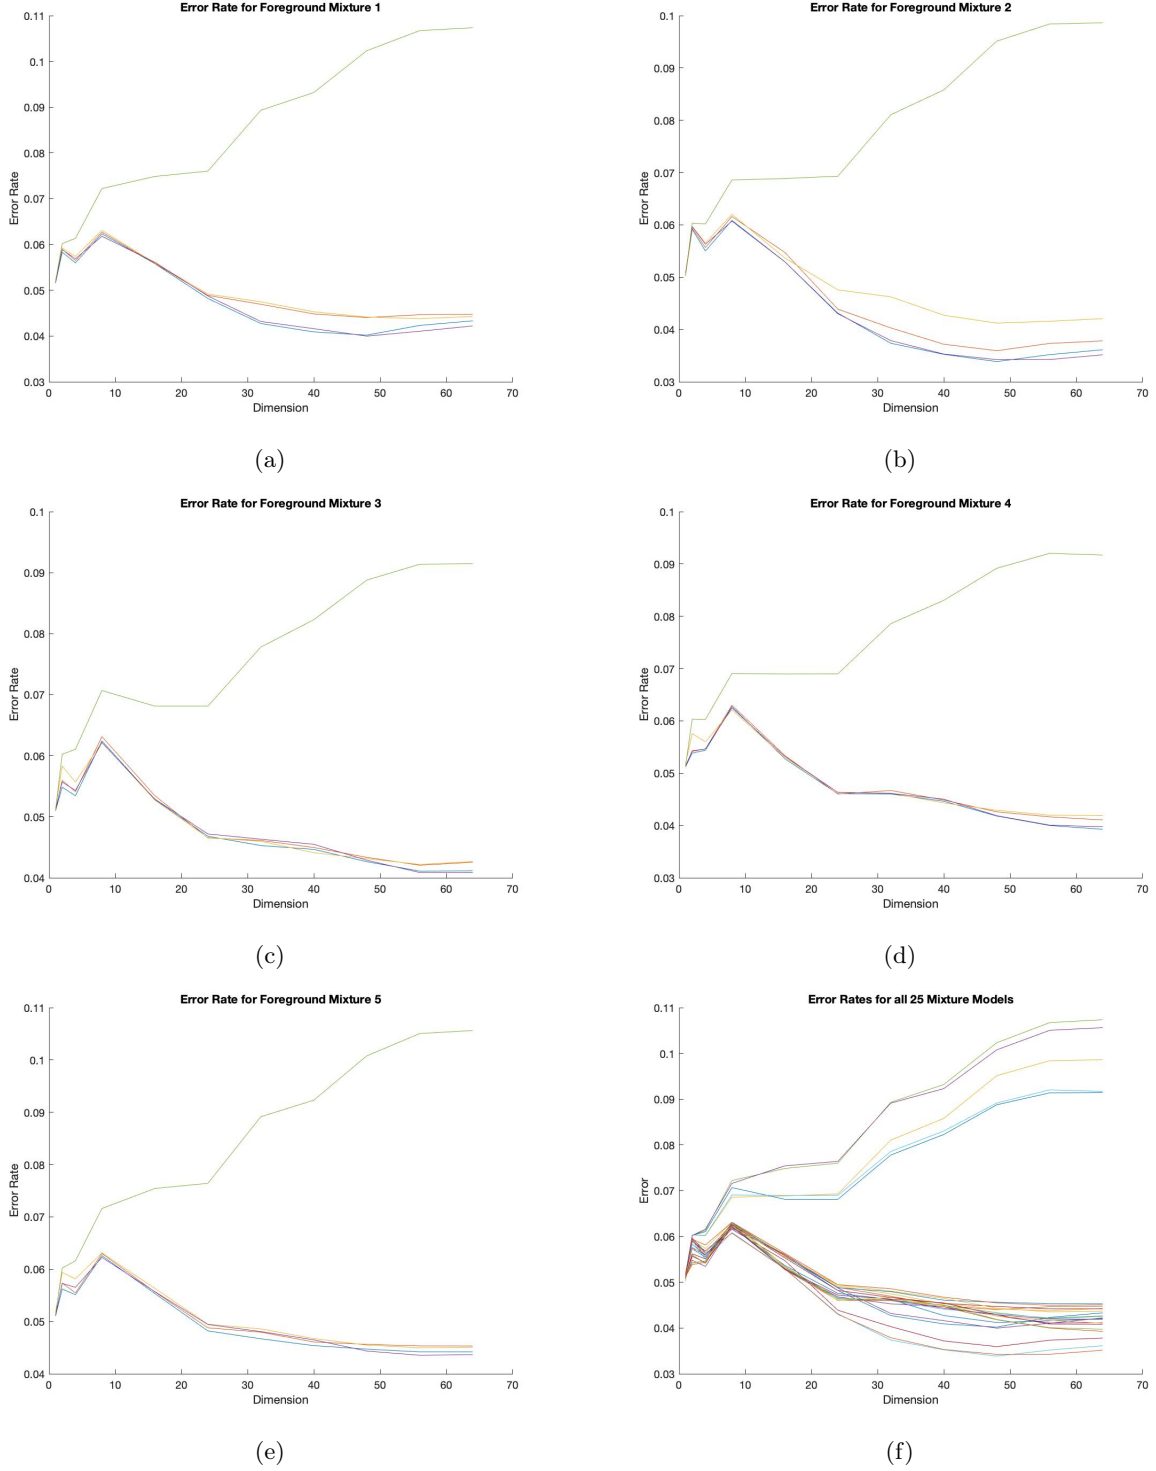 Error Rate for Foreground Mixture 1
0.11
0.1
0.09
0.08
0.07
0.06
0.05
0.04
0.03
Error Rate
0 10 20 30 40 50 60 70
Dimension
(a)
Error Rate for Foreground Mixture 2
0.1
0.09
0.08
0.07
0.06
0.05
0.04
0.03
Error Rate
0 10 20 30 40 50 60 70
Dimension
(b)
Error Rate for Foreground Mixture 3
0.1
0.09
0.08
0.07
0.06
0.05
0.04
Error Rate
0 10 20 30 40 50 60 70
Dimension
(c)
Error Rate for Foreground Mixture 4
0.1
0.09
0.08
0.07
0.06
0.05
0.04
0.03
Error Rate
0 10 20 30 40 50 60 70
Dimension
(d)
Error Rate for Foreground Mixture 5
0.11
0.1
0.09
0.08
0.07
0.06
0.05
0.04
Error Rate
0 10 20 30 40 50 60 70
Dimension
(e)
Error Rates for all 25 Mixture Models
0.11
0.1
0.09
0.08
0.07
0.06
0.05
0.04
0.03
Error
0 10 20 30 40 50 60 70
Dimension
(f)